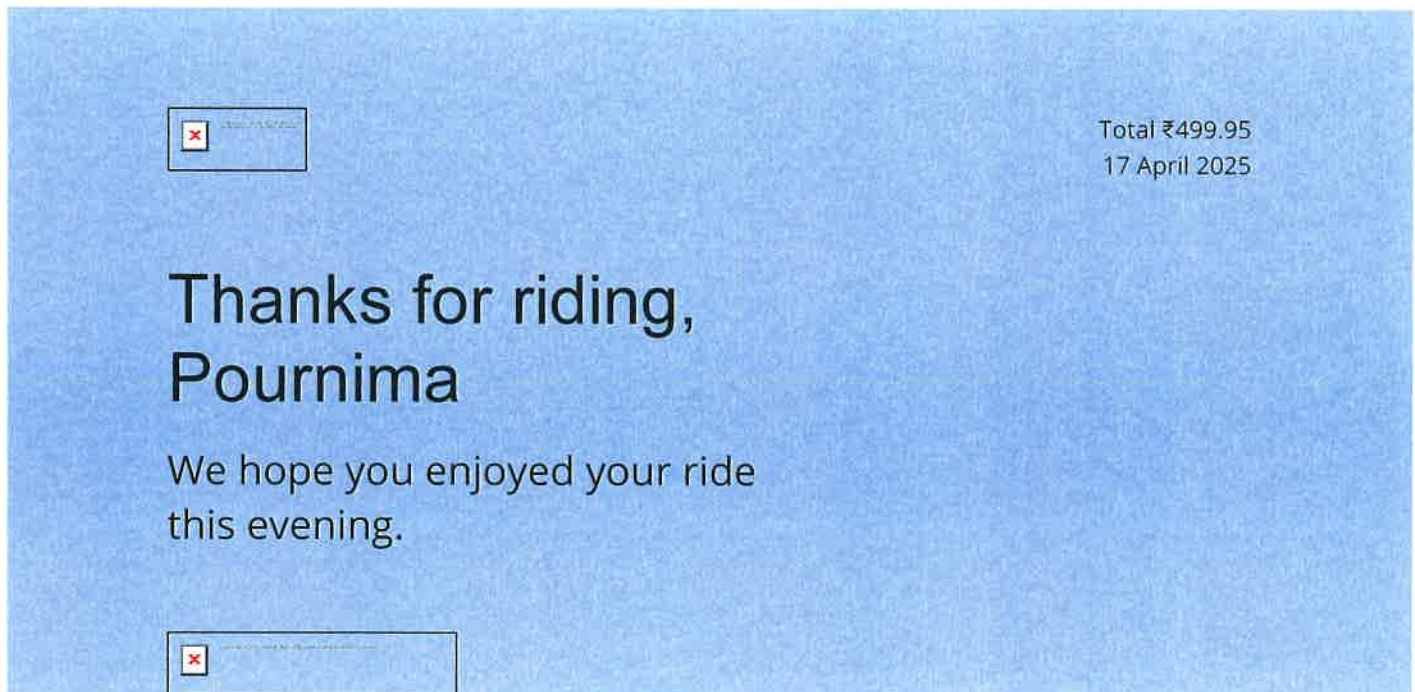 Total ₹499.95
17 April 2025
Thanks for riding,
Pournima
We hope you enjoyed your ride
this evening.